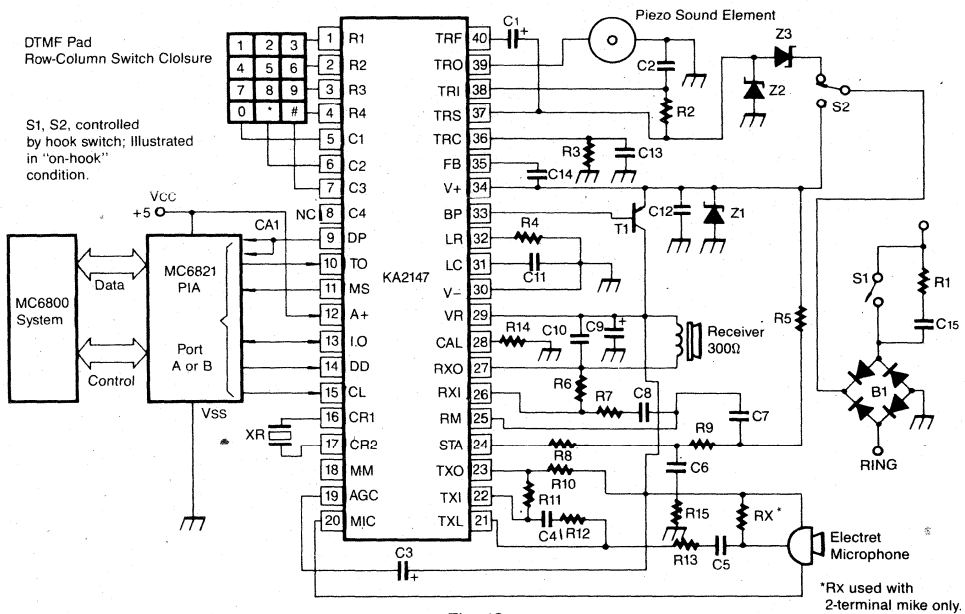 Piezo Sound Element
DTMF Pad
Row-Column Switch Clolsure
1 2 3
4 5 6
7 8 9
0 * #
S1, S2, controlled
by hook switch; Illustrated
in "on-hook"
condition.
KA2147
1 R1
2 R2
3 R3
4 R4
5 C1
6 C2
7 C3
NC 8 C4
9 DP
10 TO
11 MS
12 A+
13 I.O
14 DD
15 CL
16 CR1
17 CR2
18 MM
19 AGC
20 MIC
TRF 40
TRO 39
TRI 38
TRS 37
TRC 36
FB 35
V+ 34
BP 33
LR 32
LC 31
V– 30
VR 29
CAL 28
RXO 27
RXI 26
RM 25
STA 24
TXO 23
TXI 22
TXL 21
VCC
+5
CA1
MC6800
System
Data
Control
MC6821
PIA
Port
A or B
VSS
XR
C3
+
C1
+
C2
R2
Z3
Z2
S2
R3
C13
C14
T1
C12
Z1
R4
C11
R14
C10
C9
+
Receiver
300Ω
R5
S1
R1
C15
B1
RING
R6
R7
C8
C7
R8
R9
R10
C6
R11
C4
R12
R15
R13
C5
RX*
Electret
Microphone
*RX used with
2-terminal mike only.